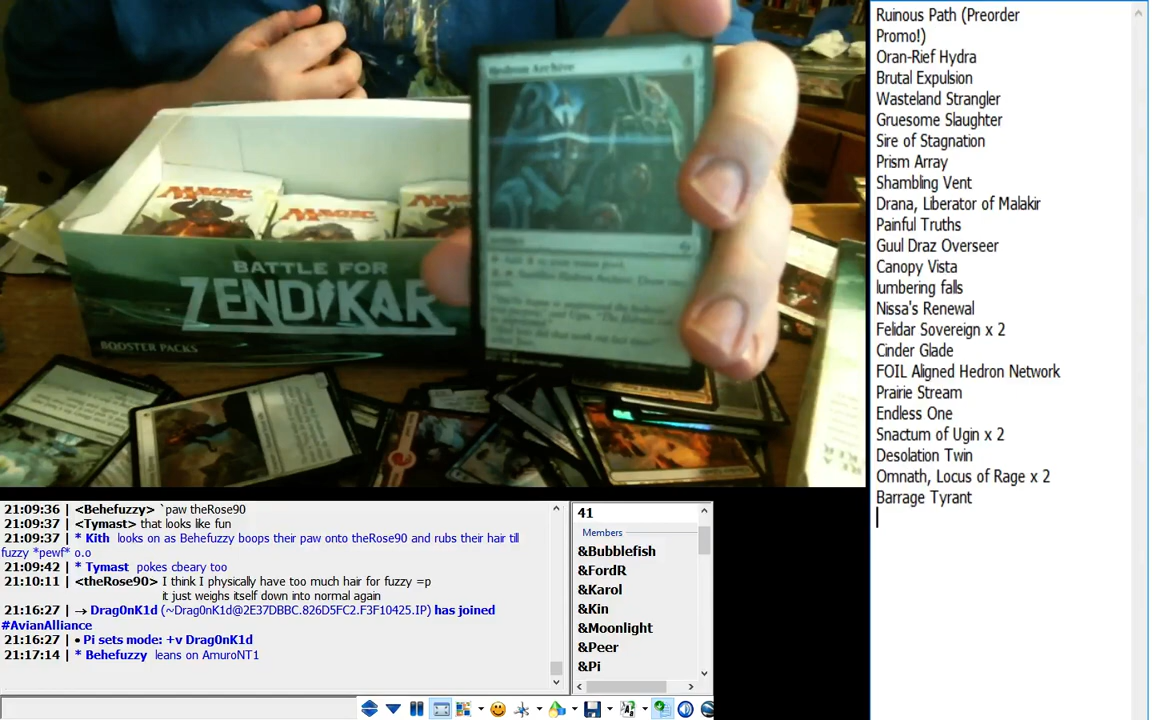 Hedron Archive
MAGIC
MAGIC
MAGIC
BATTLE FOR
ZENDIKAR
BOOSTER PACKS
Ruinous Path (Preorder
Promo!)
Oran-Rief Hydra
Brutal Expulsion
Wasteland Strangler
Gruesome Slaughter
Sire of Stagnation
Prism Array
Shambling Vent
Drana, Liberator of Malakir
Painful Truths
Guul Draz Overseer
Canopy Vista
lumbering falls
Nissa's Renewal
Felidar Sovereign x 2
Cinder Glade
FOIL Aligned Hedron Network
Prairie Stream
Endless One
Snactum of Ugin x 2
Desolation Twin
Omnath, Locus of Rage x 2
Barrage Tyrant
21:09:36 | <Behefuzzy> `paw theRose90
21:09:37 | <Tymast> that looks like fun
21:09:37 | * Kith looks on as Behefuzzy boops their paw onto theRose90 and rubs their hair till
fuzzy *pewf* o.o
21:09:42 | * Tymast pokes cbeary too
21:10:11 | <theRose90> I think I physically have too much hair for fuzzy =p
it just weighs itself down into normal again
21:16:27 | → Drag0nK1d (~Drag0nK1d@2E37DBBC.826D5FC2.F3F10425.IP) has joined
#AvianAlliance
21:16:27 | • Pi sets mode: +v Drag0nK1d
21:17:14 | * Behefuzzy leans on AmuroNT1
41
Members
&Bubblefish
&FordR
&Karol
&Kin
&Moonlight
&Peer
&Pi